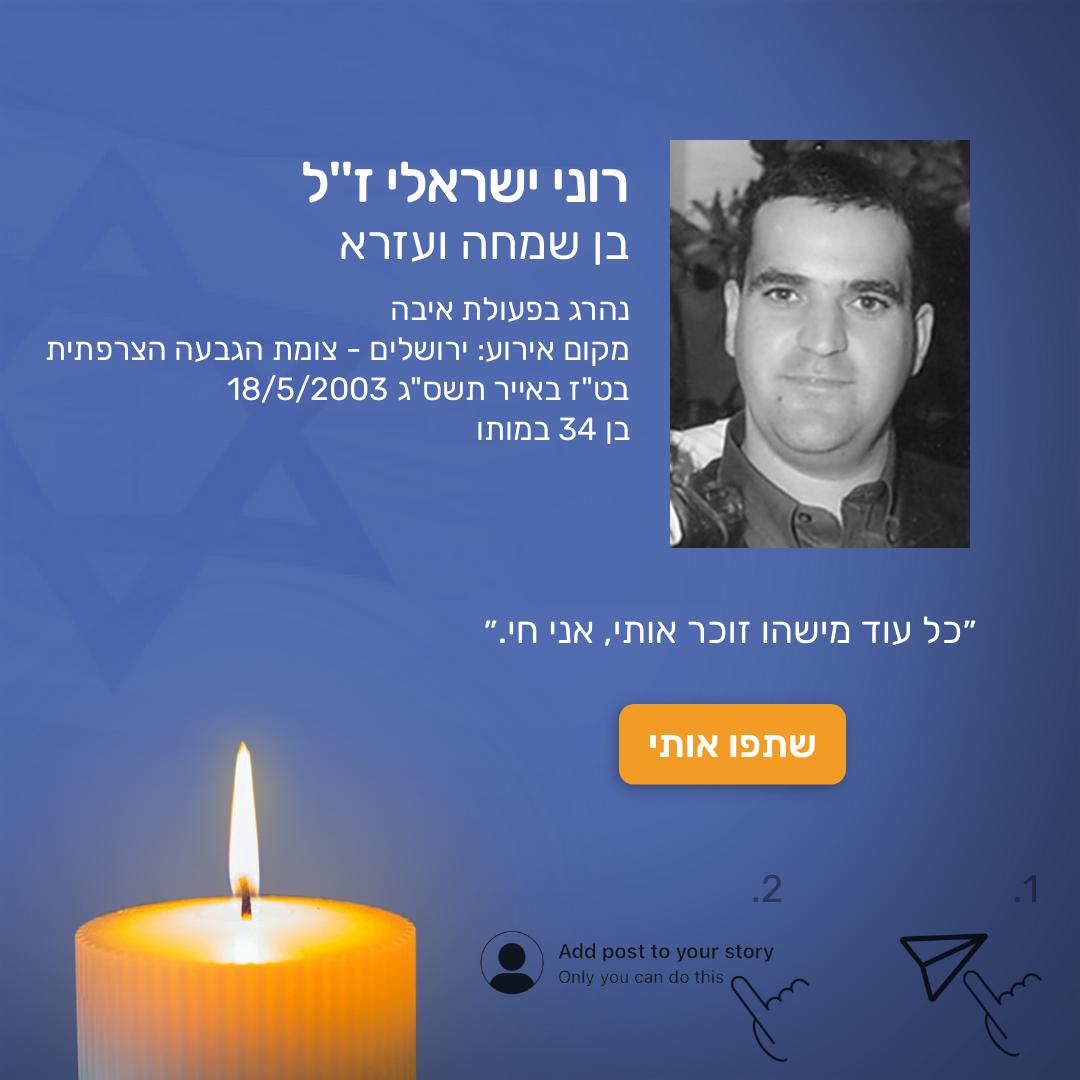 רוני ישראלי ז''ל
בן שמחה ועזרא
נהרג בפעולת איבה
מקום אירוע: ירושלים - צומת הגבעה הצרפתית
בט"ז באייר תשס"ג 18/5/2003
בן 34 במותו
״כל עוד מישהו זוכר אותי, אני חי.״
שתפו אותי
1.
2.
Add post to your story
Only you can do this